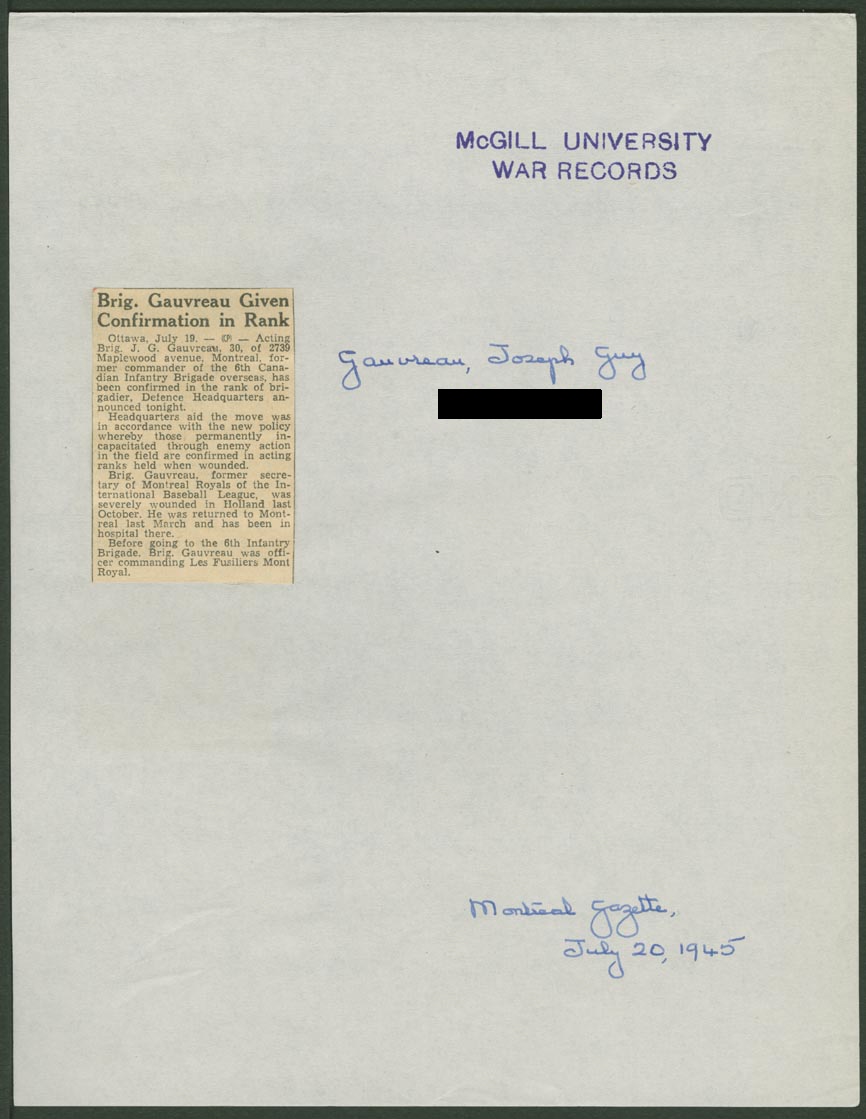 McGILL UNIVERSITY
WAR RECORDS
Brig. Gauvreau Given
Confirmation in Rank
Ottawa, July 19. — (CP) — Acting
Brig. J. G. Gauvreau, 30, of 2739
Maplewood avenue, Montreal, for-
mer commander of the 6th Cana-
dian Infantry Brigade overseas, has
been confirmed in the rank of bri-
gadier, Defence Headquarters an-
nounced tonight.
Headquarters aid the move was
in accordance with the new policy
whereby those permanently in-
capacitated through enemy action
in the field are confirmed in acting
ranks held when wounded.
Brig. Gauvreau, former secre-
tary of Montreal Royals of the In-
ternational Baseball League, was
severely wounded in Holland last
October. He was returned to Mont-
real last March and has been in
hospital there.
Before going to the 6th Infantry
Brigade, Brig. Gauvreau was offi-
cer commanding Les Fusiliers Mont
Royal.
Gauvreau, Joseph Guy
Montreal Gazette,
July 20, 1945